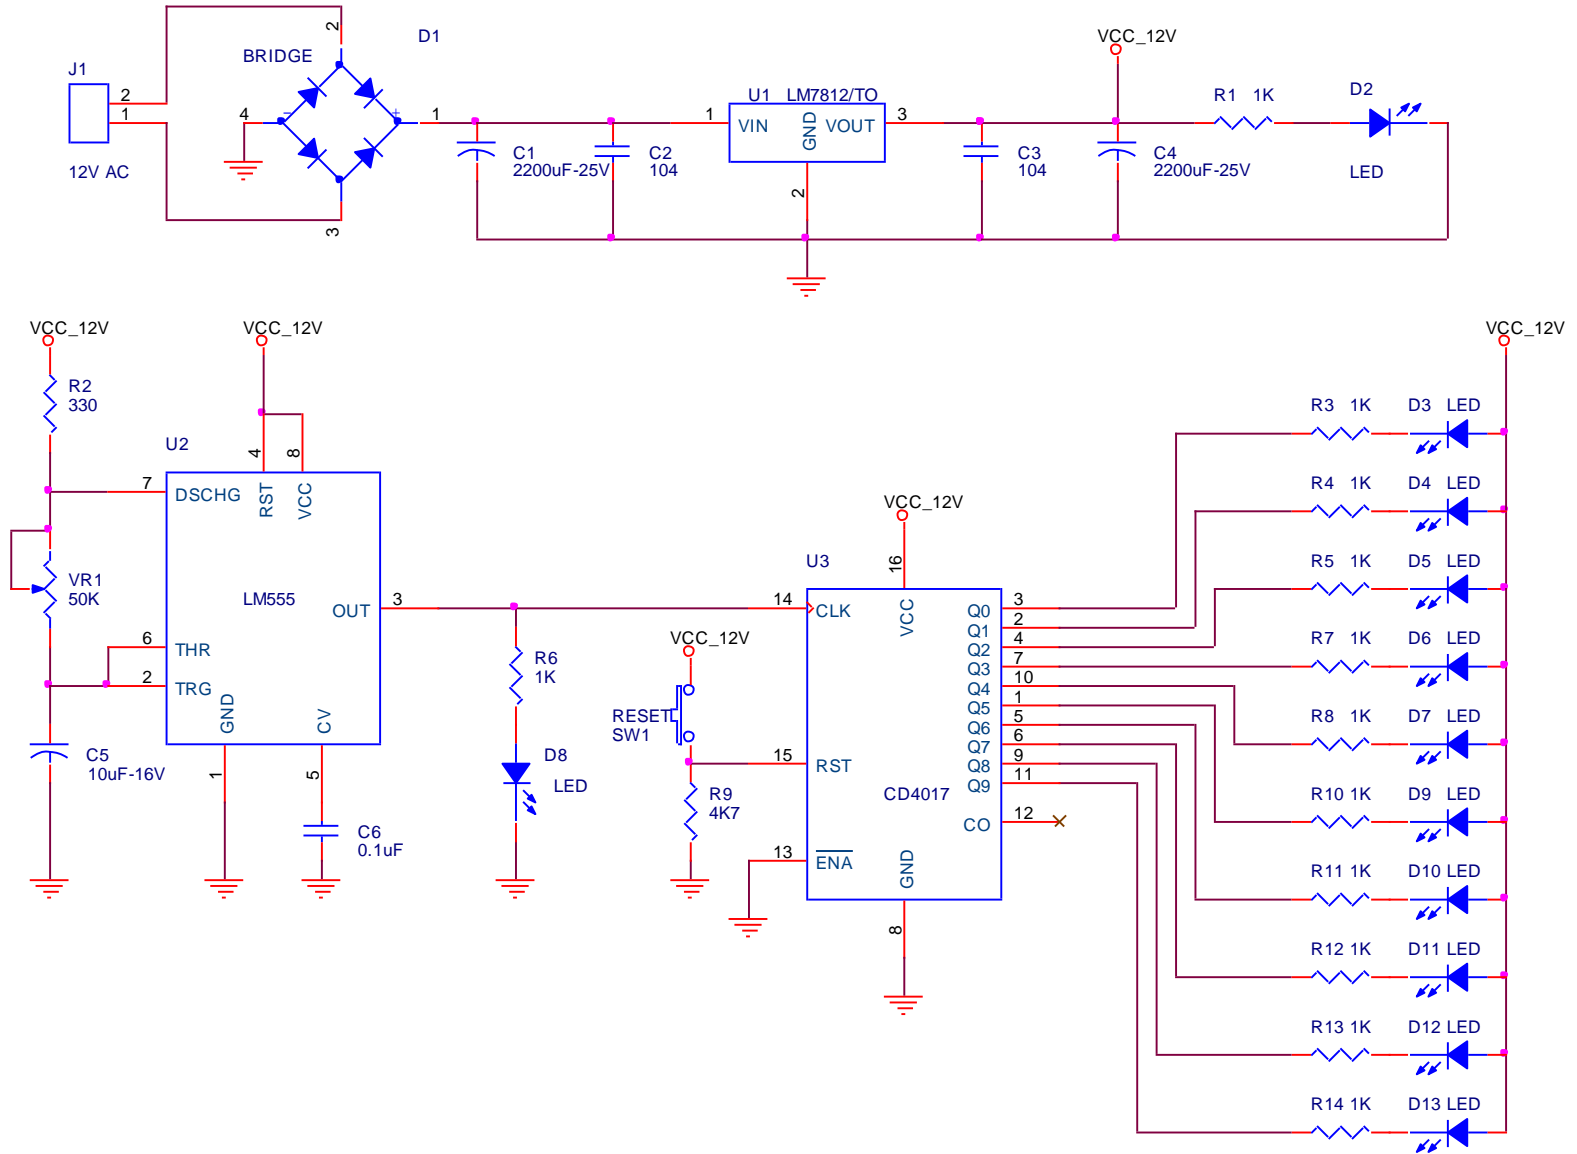 VCC_12V
D1
BRIDGE
J1
2
1
12V AC
2
4
-
+
1
3
1
U1 LM7812/TO
VIN
GND
VOUT
3
2
R1 1K
D2
LED
C1
2200uF-25V
C2
104
C3
104
C4
2200uF-25V
VCC_12V
R2
330
VCC_12V
U2
4
8
7
DSCHG
RST
VCC
VR1
50K
LM555
OUT
3
6
THR
2
TRG
GND
CV
C5
10uF-16V
1
5
C6
0.1uF
R6
1K
D8
LED
VCC_12V
RESET
SW1
R9
4K7
VCC_12V
U3
16
14
CLK
VCC
15
RST
CD4017
13
ENA
GND
8
Q0
3
Q1
2
Q2
4
Q3
7
Q4
10
Q5
1
Q6
5
Q7
6
Q8
9
Q9
11
CO
12
VCC_12V
R3 1K D3 LED
R4 1K D4 LED
R5 1K D5 LED
R7 1K D6 LED
R8 1K D7 LED
R10 1K D9 LED
R11 1K D10 LED
R12 1K D11 LED
R13 1K D12 LED
R14 1K D13 LED